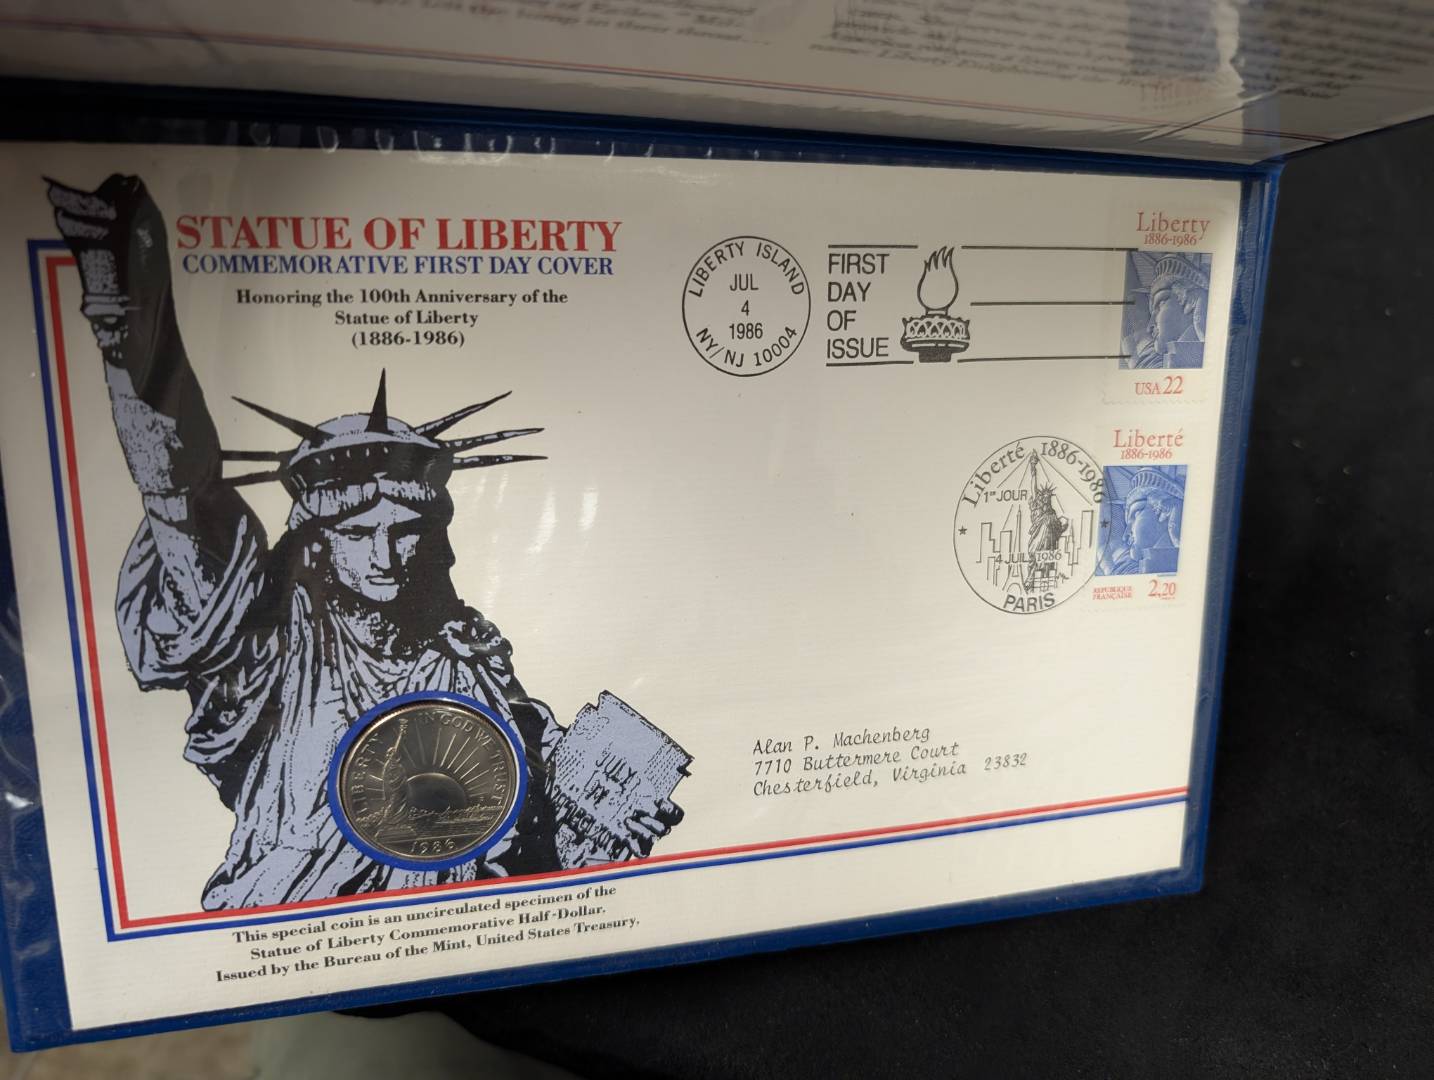 STATUE OF LIBERTY
COMMEMORATIVE FIRST DAY COVER
Honoring the 100th Anniversary of the
Statue of Liberty
(1886-1986)
LIBERTY ISLAND
JUL
4
1986
NY/NJ 10004
FIRST
DAY
OF
ISSUE
Liberty
1886-1986
USA 22
Liberté 1886-1986
1er JOUR
4 JUIL 1986
PARIS
Liberté
1886-1986
REPUBLIQUE
FRANÇAISE
2,20
Alan P. Machenberg
7710 Buttermere Court
Chesterfield, Virginia 23832
LIBERTY
IN GOD WE TRUST
1986
JULY
IV
This special coin is an uncirculated specimen of the
Statue of Liberty Commemorative Half-Dollar.
Issued by the Bureau of the Mint, United States Treasury.